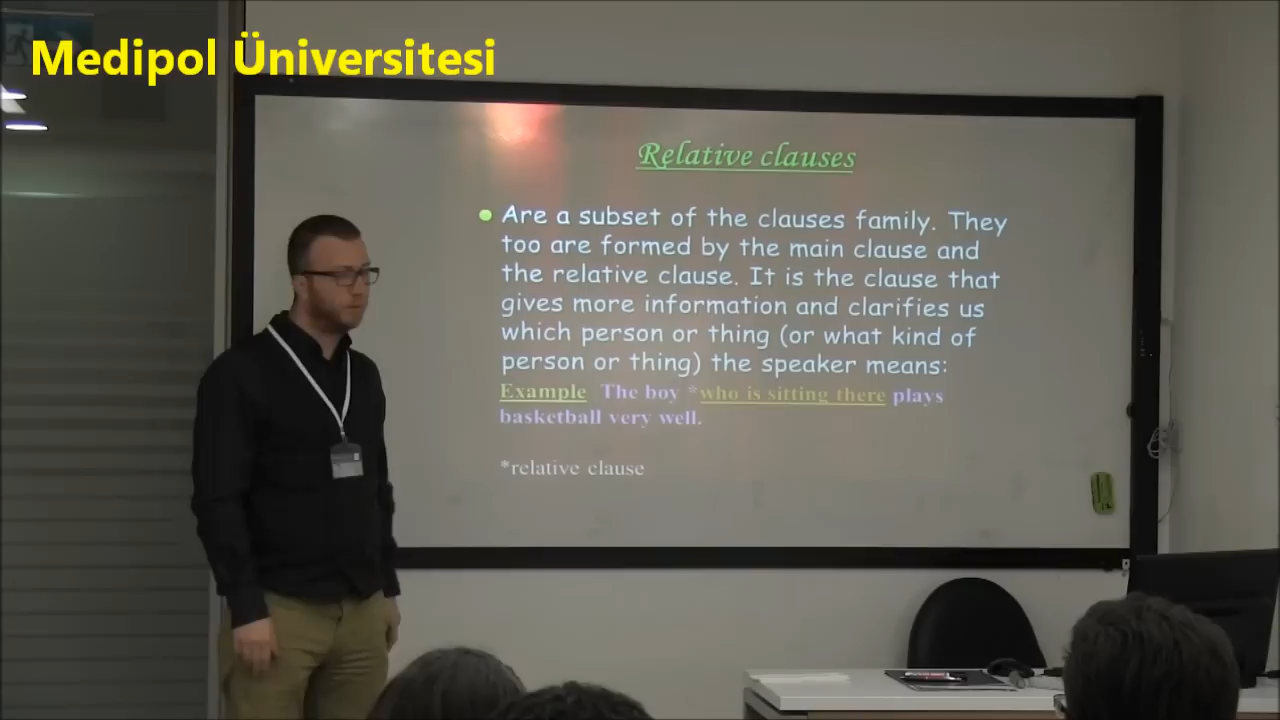 Medipol Üniversitesi
Relative clauses
Are a subset of the clauses family. They
too are formed by the main clause and
the relative clause. It is the clause that
gives more information and clarifies us
which person or thing (or what kind of
person or thing) the speaker means:
Example The boy *who is sitting there plays
basketball very well.
*relative clause